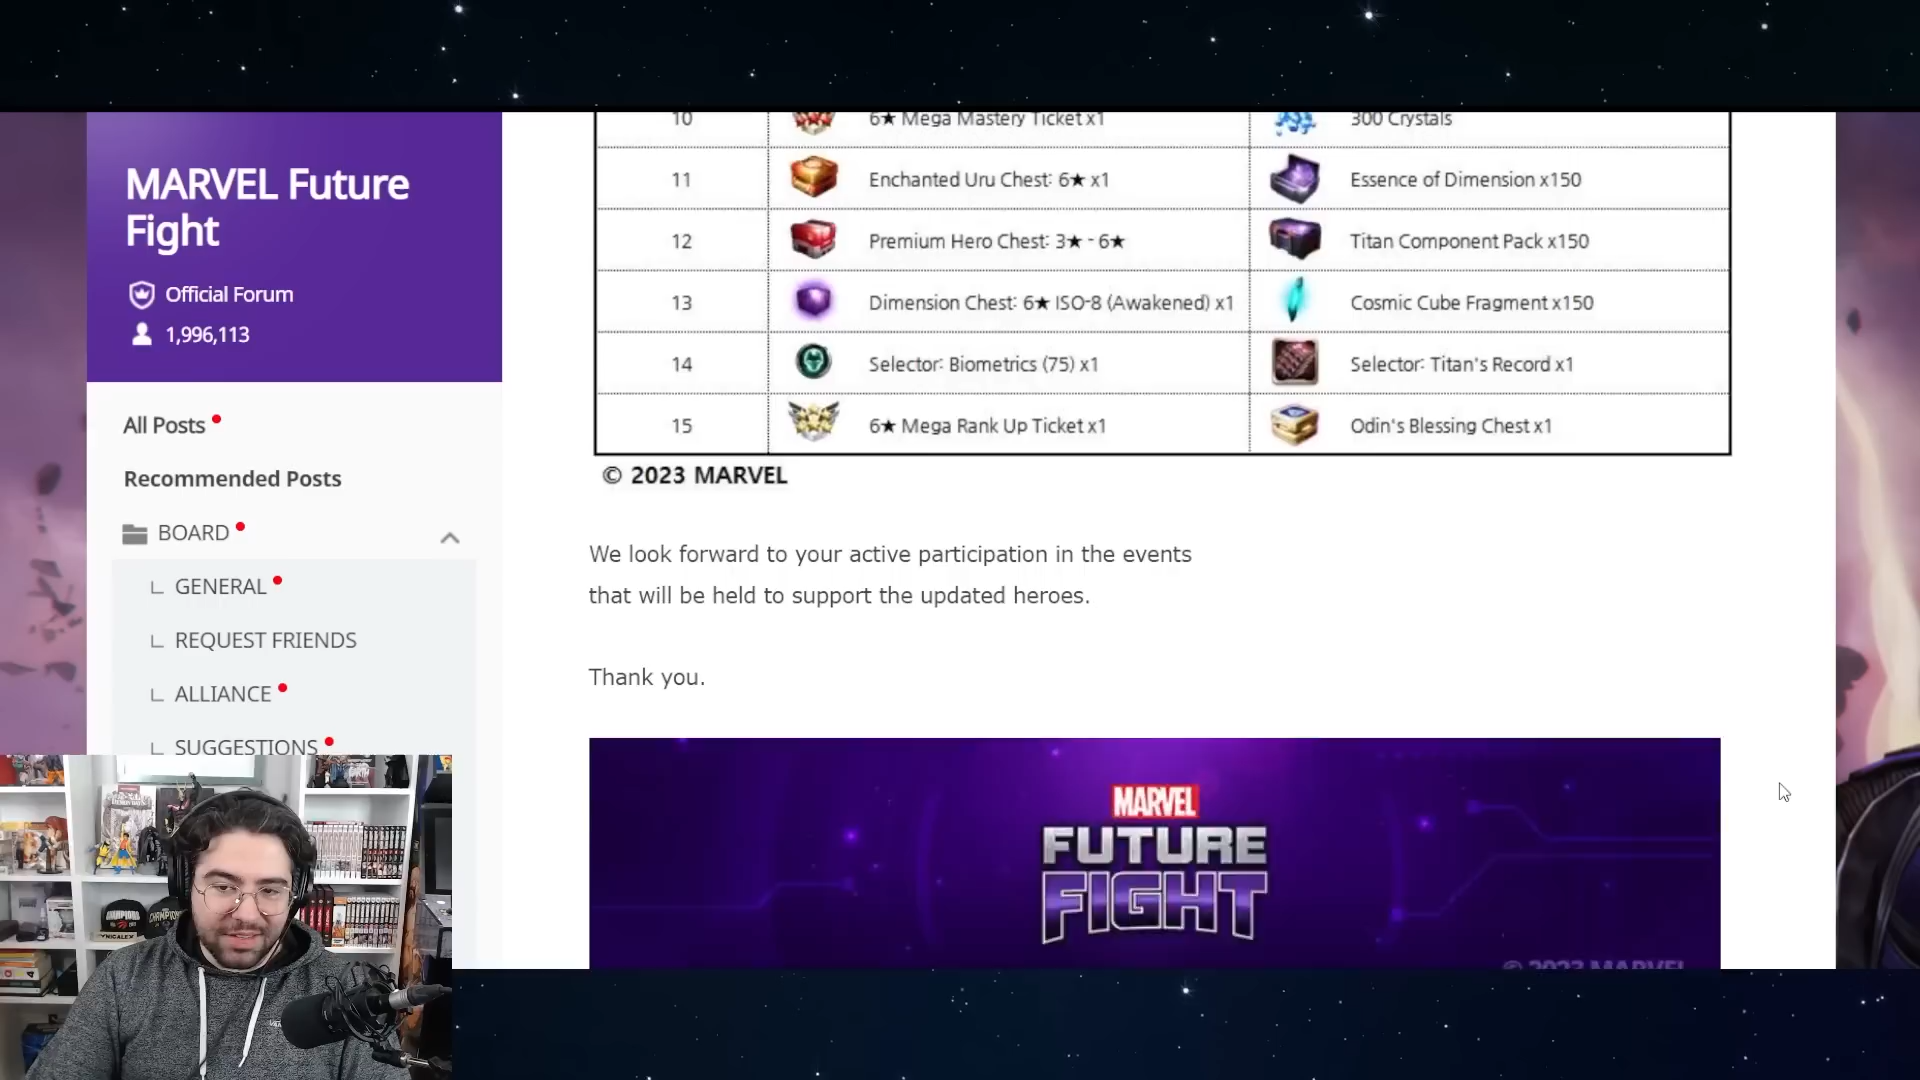 MARVEL Future
Fight
Official Forum
1,996,113
All Posts
Recommended Posts
BOARD
GENERAL
REQUEST FRIENDS
ALLIANCE
SUGGESTIONS
10 6★ Mega Mastery Ticket x1 300 Crystals
11 Enchanted Uru Chest: 6★ x1 Essence of Dimension x150
12 Premium Hero Chest: 3★ - 6★ Titan Component Pack x150
13 Dimension Chest: 6★ ISO-8 (Awakened) x1 Cosmic Cube Fragment x150
14 Selector: Biometrics (75) x1 Selector: Titan's Record x1
15 6★ Mega Rank Up Ticket x1 Odin's Blessing Chest x1
© 2023 MARVEL
We look forward to your active participation in the events
that will be held to support the updated heroes.
Thank you.
MARVEL
FUTURE
FIGHT
© 2023 MARVEL
CHAMPIONS